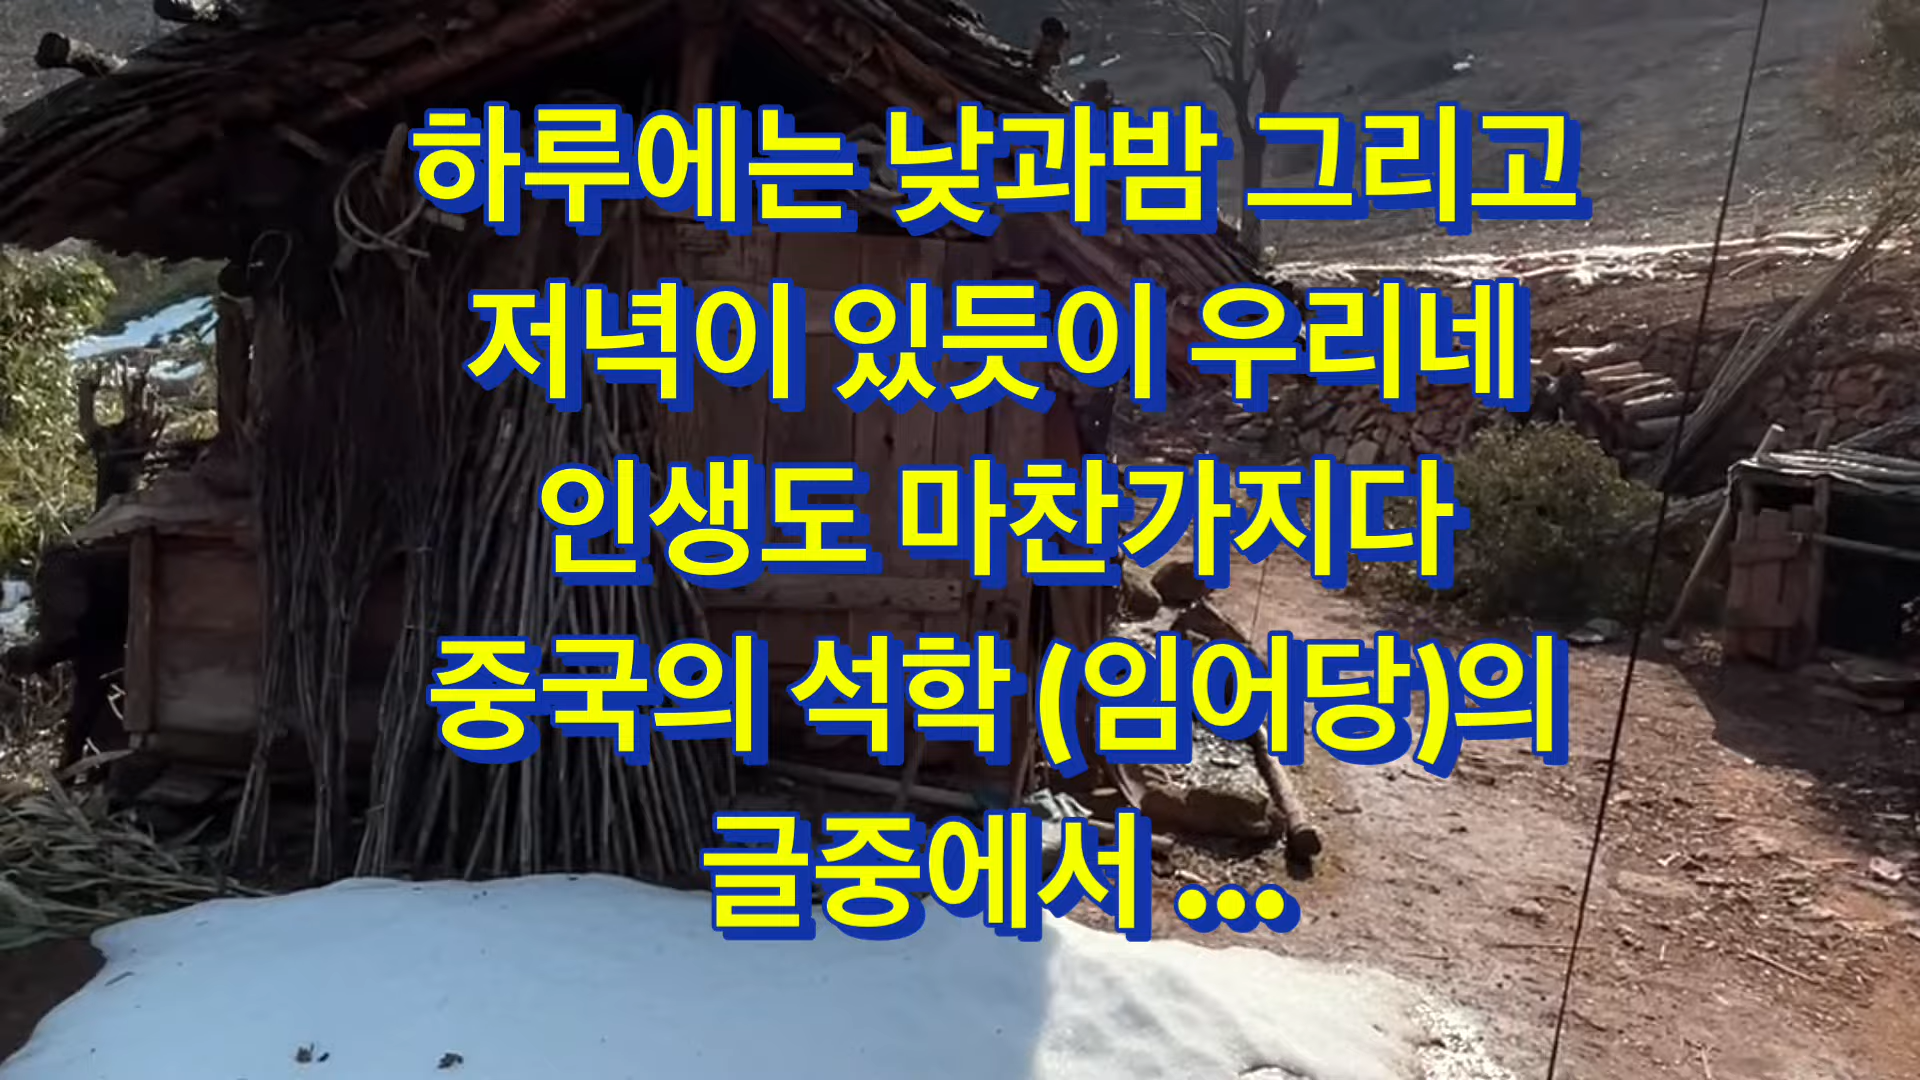 하루에는 낮과밤 그리고
저녁이 있듯이 우리네
인생도 마찬가지다
중국의 석학 (임어당)의
글중에서 ...